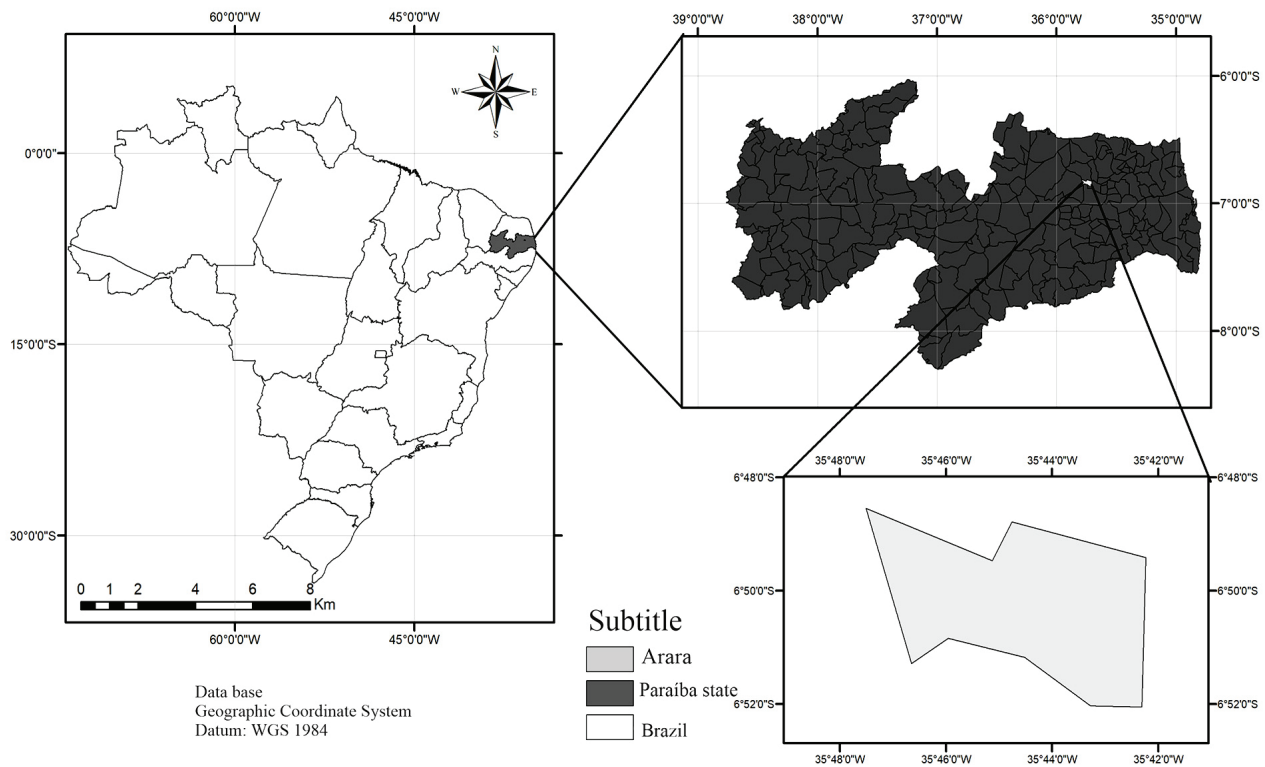 60°0'0"W 45°0'0"W
N
W E
S
0°0'0"
15°0'0"S
30°0'0"S
0 1 2 4 6 8
Km
60°0'0"W 45°0'0"W
39°0'0"W 38°0'0"W 37°0'0"W 36°0'0"W 35°0'0"W
6°0'0"S
7°0'0"S
8°0'0"S
35°48'0"W 35°46'0"W 35°44'0"W 35°42'0"W
6°48'0"S 6°48'0"S
6°50'0"S 6°50'0"S
6°52'0"S 6°52'0"S
35°48'0"W 35°46'0"W 35°44'0"W 35°42'0"W
Subtitle
Arara
Paraíba state
Brazil
Data base
Geographic Coordinate System
Datum: WGS 1984